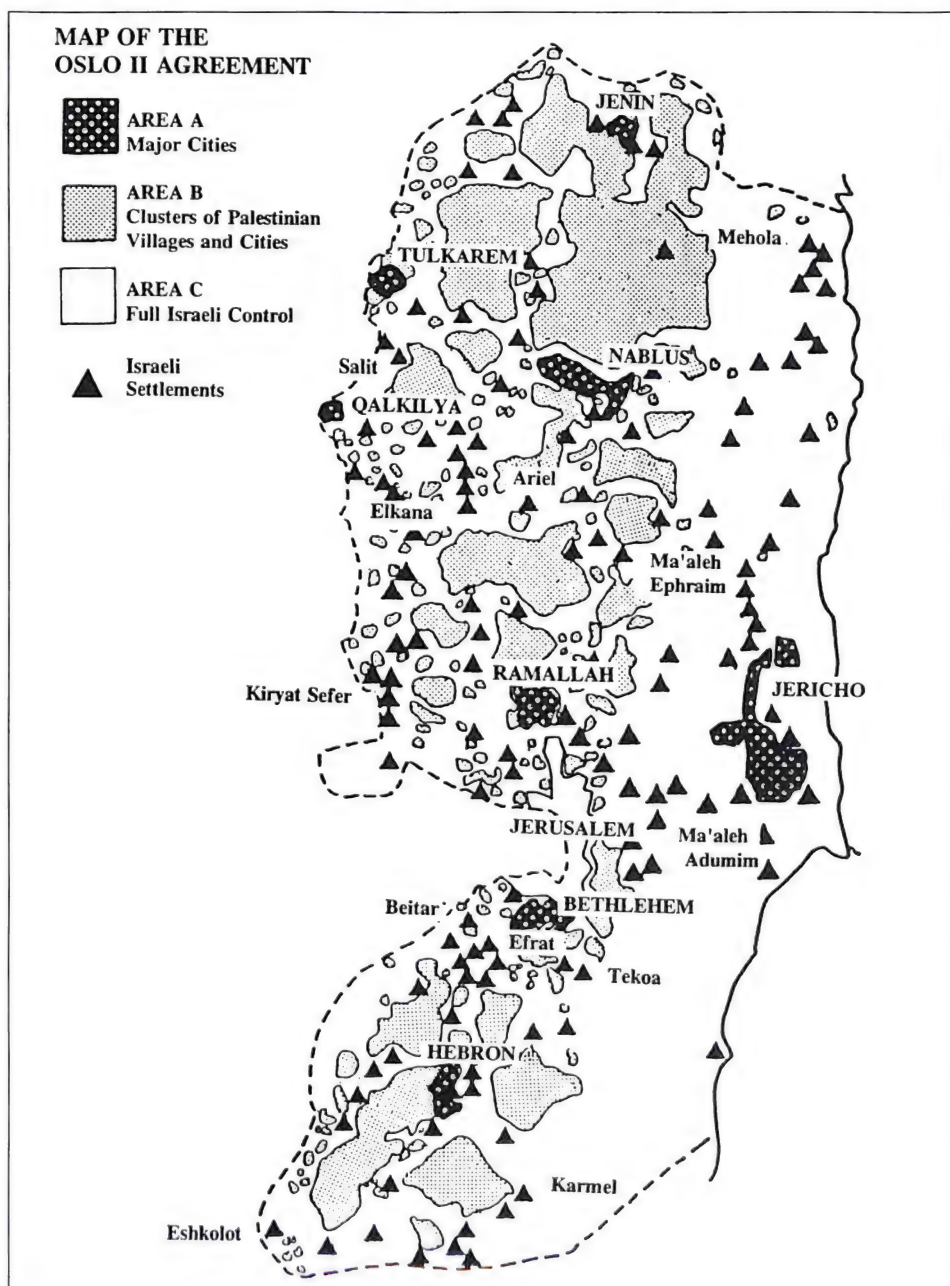 MAP OF THE
OSLO II AGREEMENT
AREA A
Major Cities
AREA B
Clusters of Palestinian
Villages and Cities
AREA C
Full Israeli Control
Israeli
Settlements
JENIN
Mehola
TULKAREM
NABLUS
Salit
QALKILYA
Ariel
Elkana
Ma'aleh
Ephraim
RAMALLAH
JERICHO
Kiryat Sefer
JERUSALEM
Ma'aleh
Adumim
Beitar
BETHLEHEM
Efrat
Tekoa
HEBRON
Karmel
Eshkolot